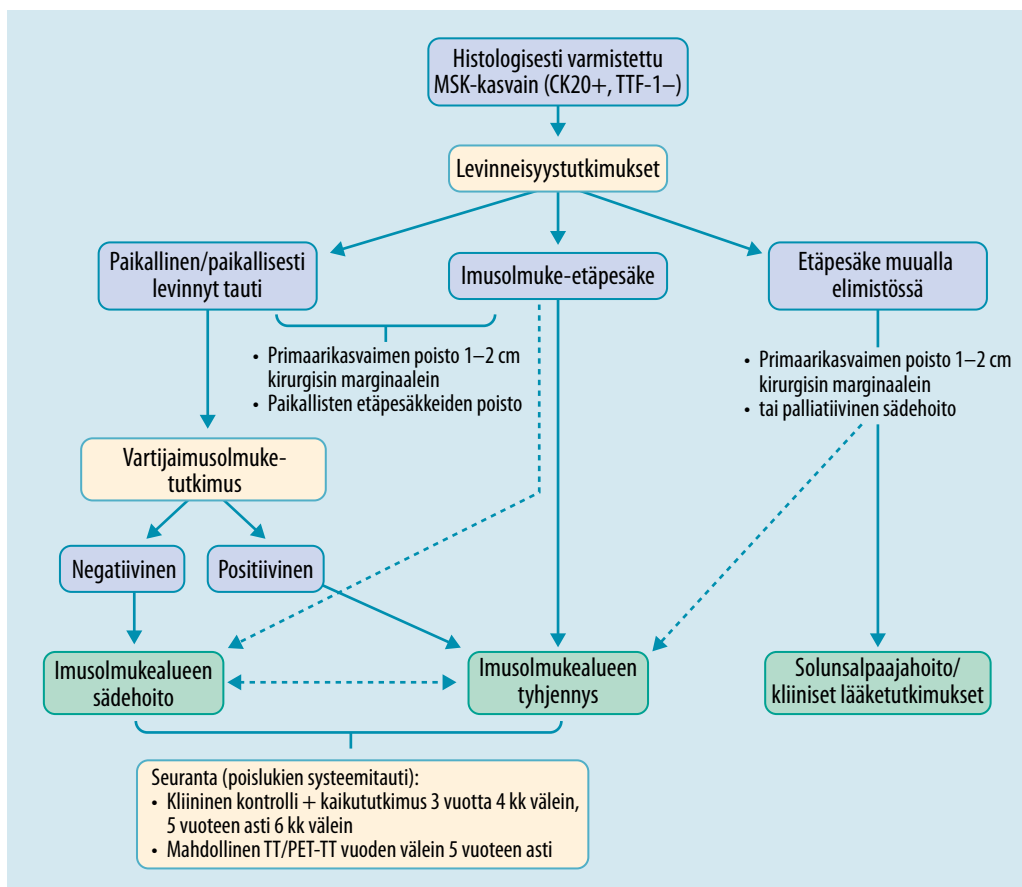 Histologisesti varmistettu
MSK-kasvain (CK20+, TTF-1–)
Levinneisyystutkimukset
Paikallinen/paikallisesti
levinnyt tauti
Imusolmuke-etäpesäke
Etäpesäke muualla
elimistössä
• Primaarikasvaimen poisto 1–2 cm
kirurgisin marginaalein
• Paikallisten etäpesäkkeiden poisto
• Primaarikasvaimen poisto 1–2 cm
kirurgisin marginaalein
• tai palliatiivinen sädehoito
Vartijaimusolmuke-
tutkimus
Negatiivinen
Positiivinen
Imusolmukealueen
sädehoito
Imusolmukealueen
tyhjennys
Solunsalpaajahoito/
kliiniset lääketutkimukset
Seuranta (poislukien systeemitauti):
• Kliininen kontrolli + kaikututkimus 3 vuotta 4 kk välein,
5 vuoteen asti 6 kk välein
• Mahdollinen TT/PET-TT vuoden välein 5 vuoteen asti